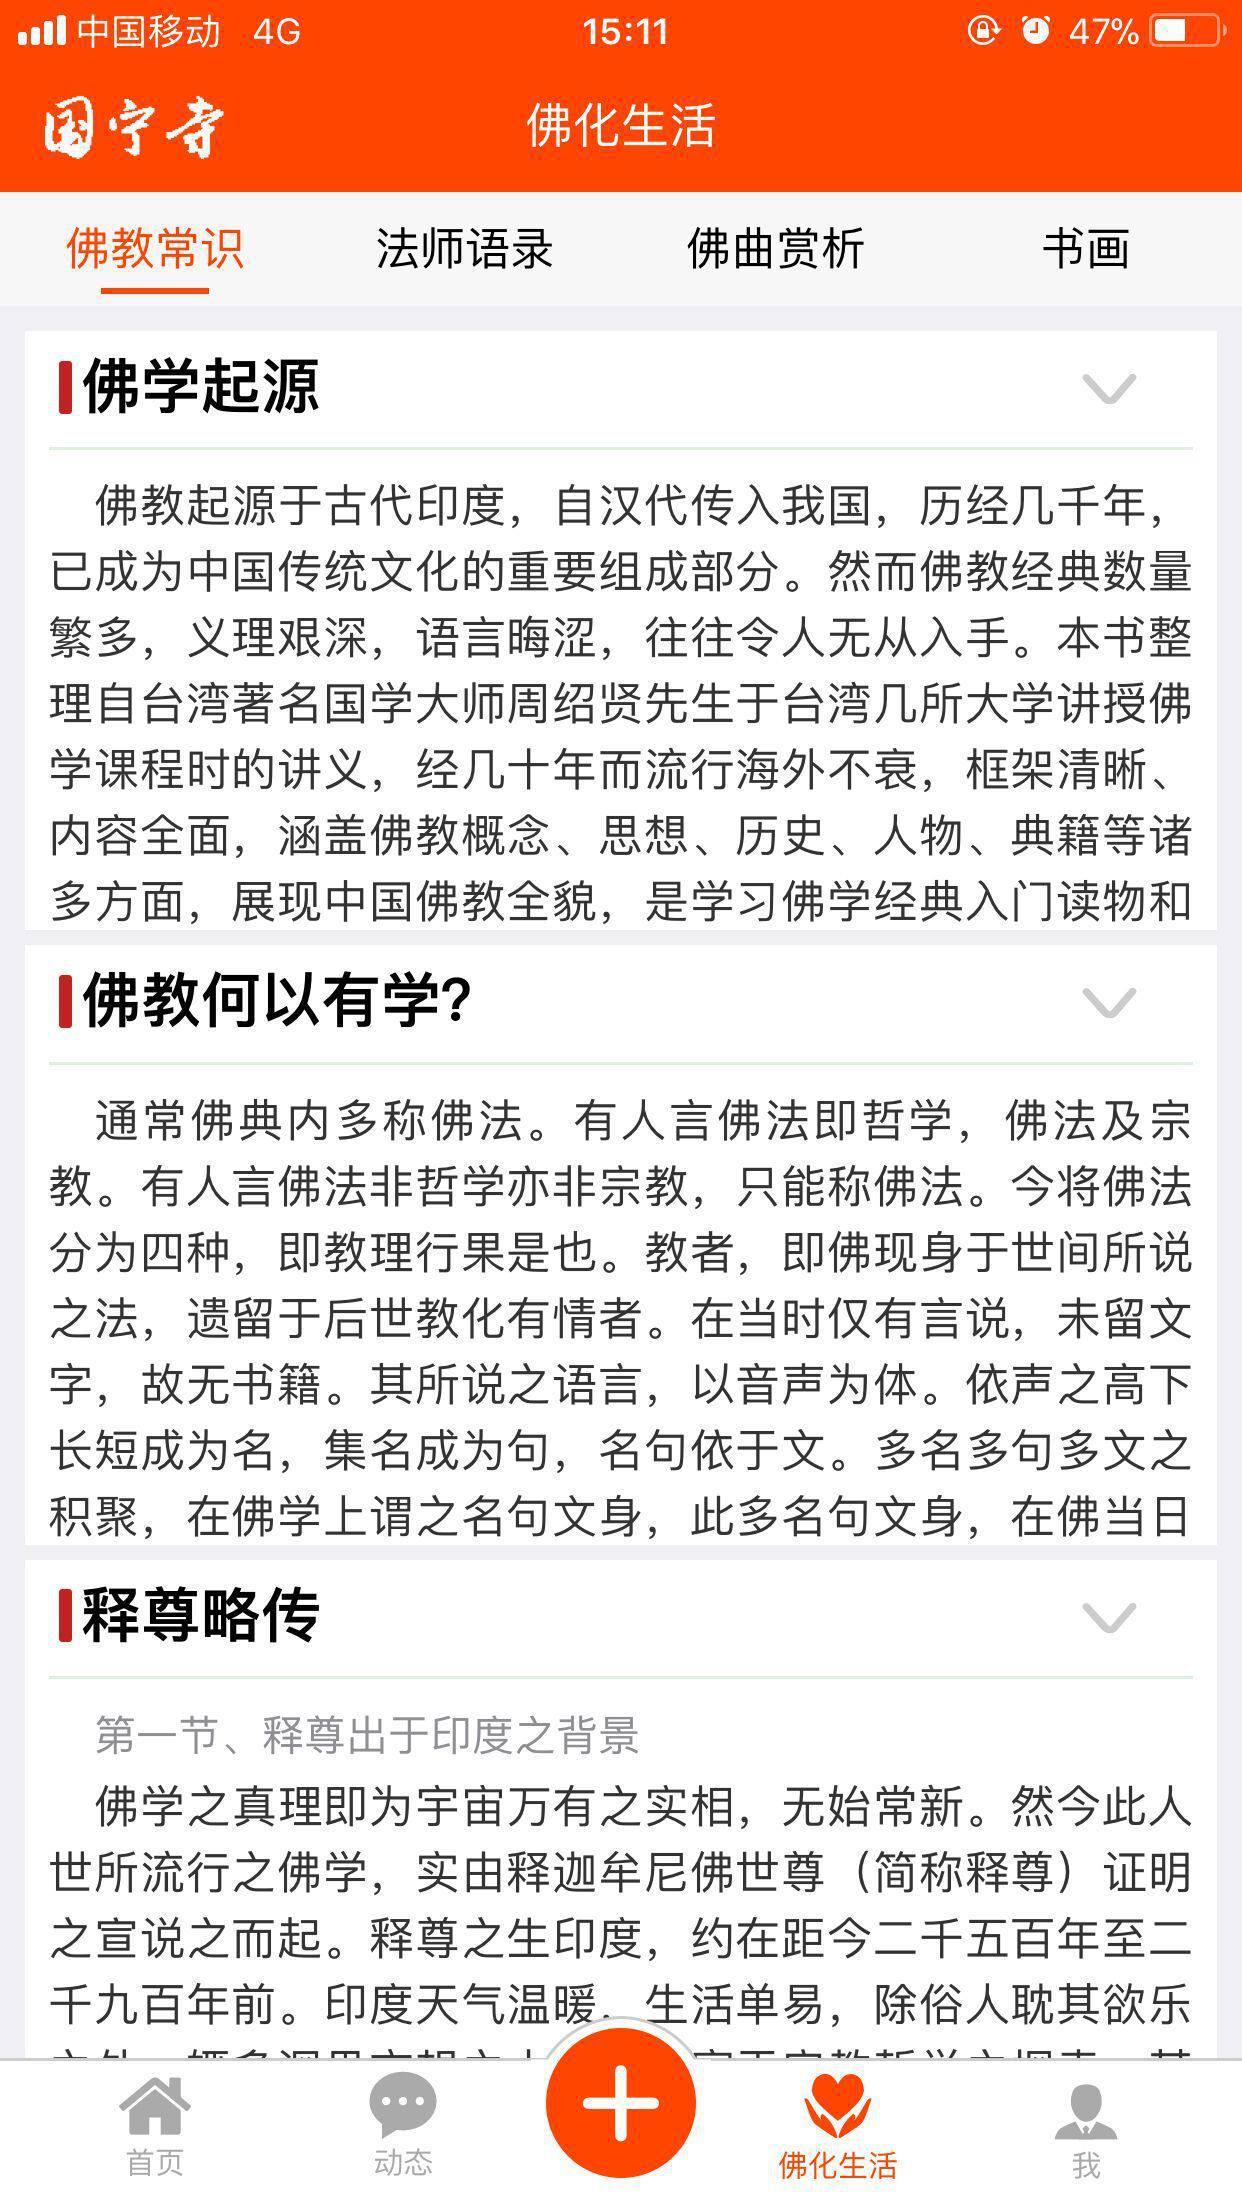 中国移动 4G 15:11 47%
国宁寺 佛化生活
佛教常识 法师语录 佛曲赏析 书画
佛学起源
佛教起源于古代印度，自汉代传入我国，历经几千年，
已成为中国传统文化的重要组成部分。然而佛教经典数量
繁多，义理艰深，语言晦涩，往往令人无从入手。本书整
理自台湾著名国学大师周绍贤先生于台湾几所大学讲授佛
学课程时的讲义，经几十年而流行海外不衰，框架清晰、
内容全面，涵盖佛教概念、思想、历史、人物、典籍等诸
多方面，展现中国佛教全貌，是学习佛学经典入门读物和
佛教何以有学?
通常佛典内多称佛法。有人言佛法即哲学，佛法及宗
教。有人言佛法非哲学亦非宗教，只能称佛法。今将佛法
分为四种，即教理行果是也。教者，即佛现身于世间所说
之法，遗留于后世教化有情者。在当时仅有言说，未留文
字，故无书籍。其所说之语言，以音声为体。依声之高下
长短成为名，集名成为句，名句依于文。多名多句多文之
积聚，在佛学上谓之名句文身，此多名句文身，在佛当日
释尊略传
第一节、释尊出于印度之背景
佛学之真理即为宇宙万有之实相，无始常新。然今此人
世所流行之佛学，实由释迦牟尼佛世尊（简称释尊）证明
之宣说之而起。释尊之生印度，约在距今二千五百年至二
千九百年前。印度天气温暖，生活单易，除俗人耽其欲乐
首页 动态 佛化生活 我